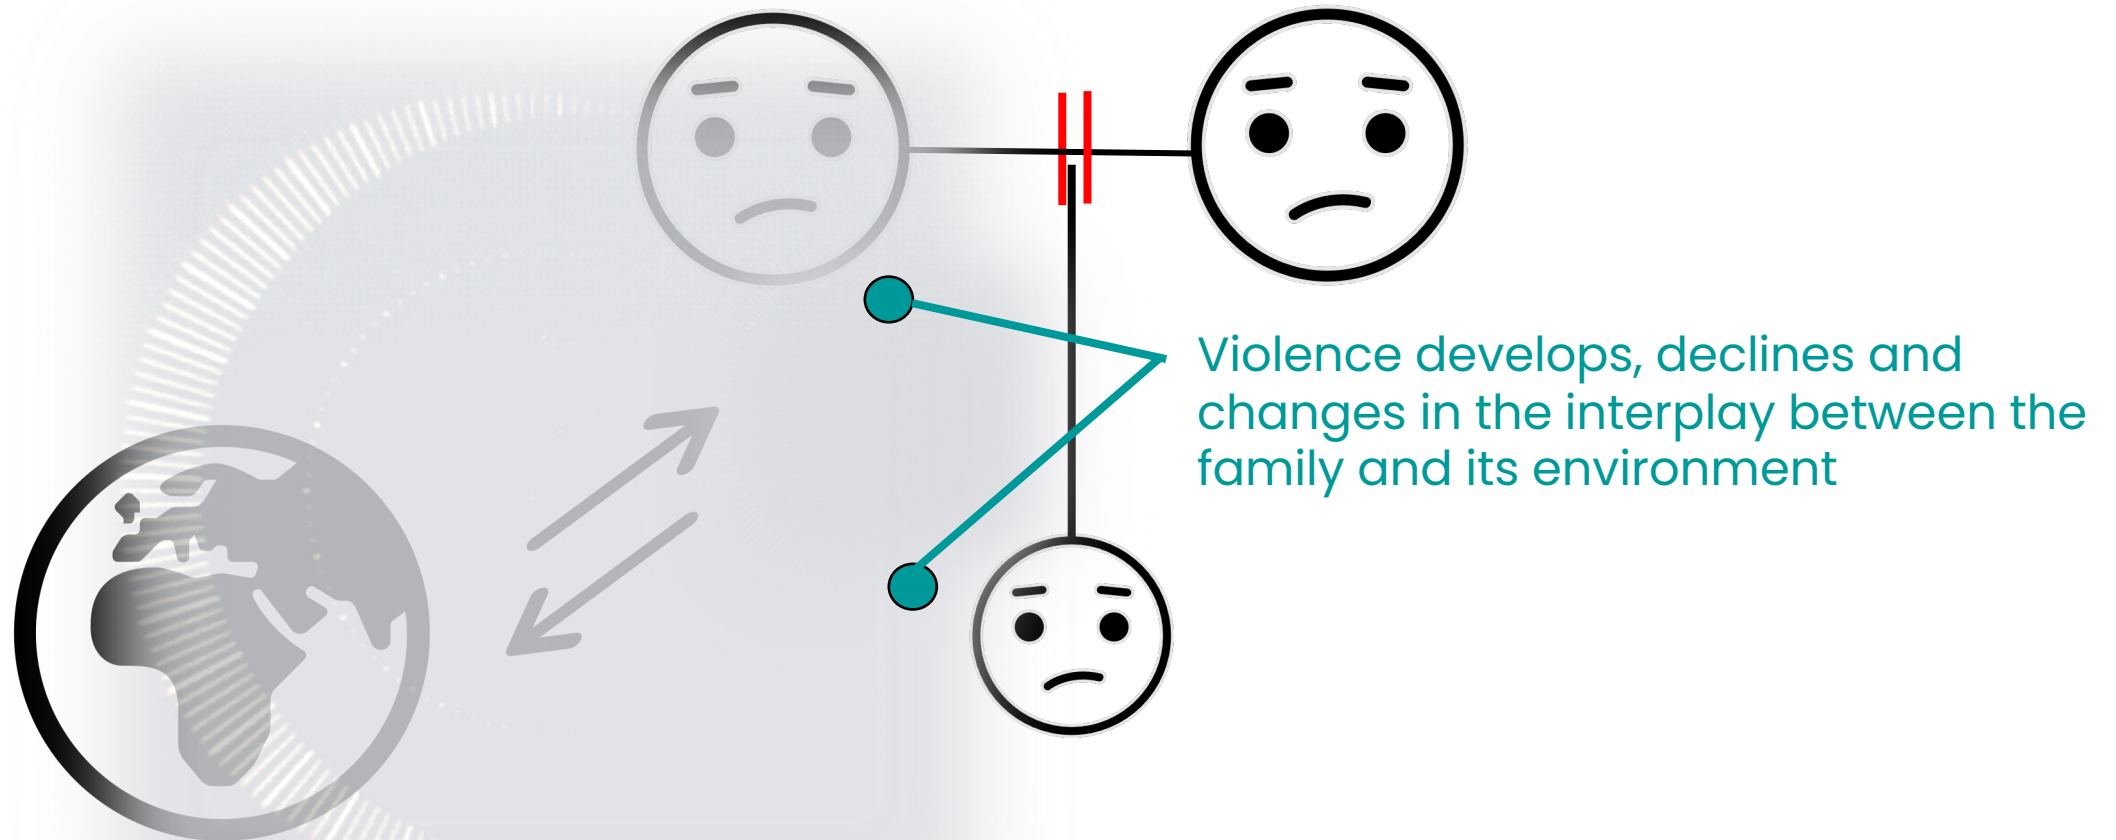 Violence develops, declines and
changes in the interplay between the
family and its environment